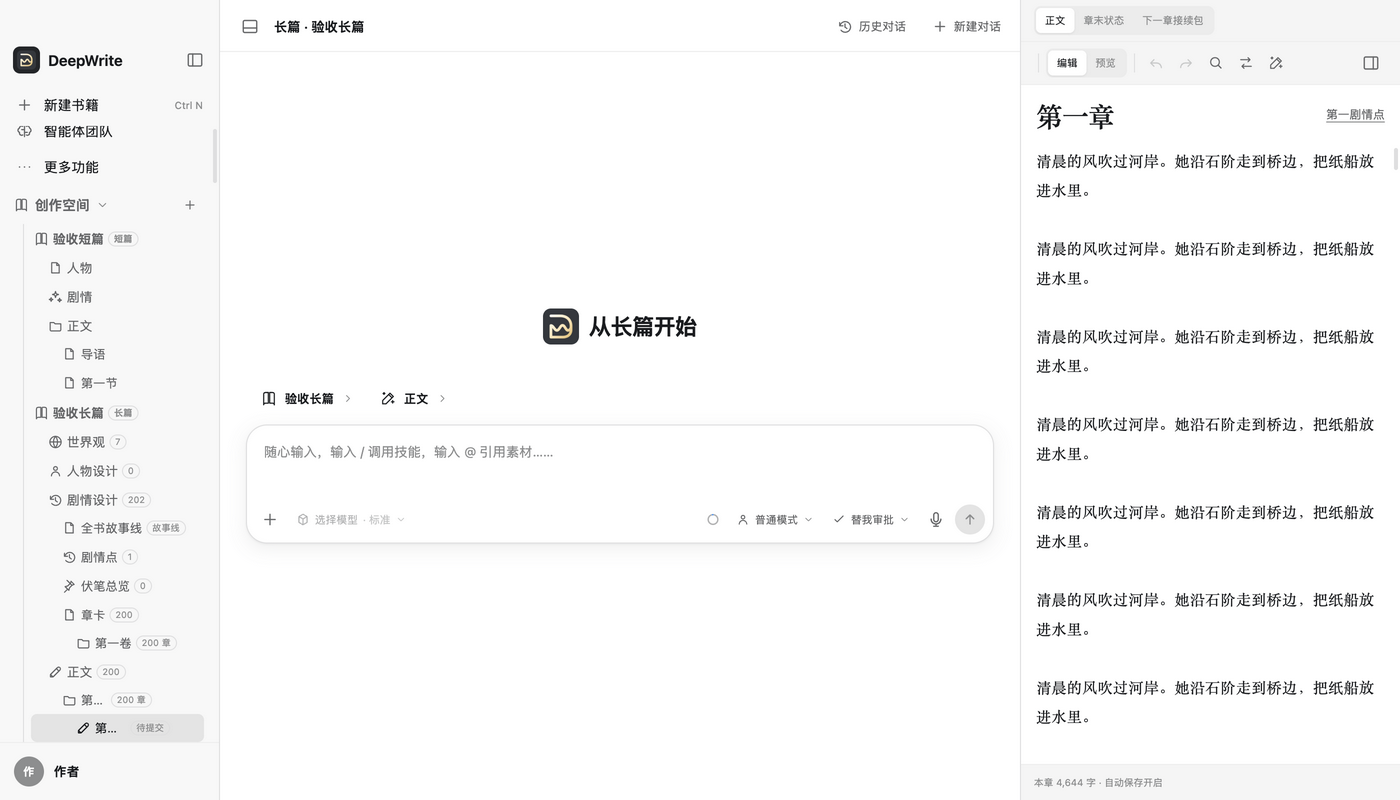 DeepWrite
新建书籍 Ctrl N
智能体团队
更多功能
创作空间
验收短篇 短篇
人物
剧情
正文
导语
第一节
验收长篇 长篇
世界观 7
人物设计 0
剧情设计 202
全书故事线 故事线
剧情点 1
伏笔总览 0
章卡 200
第一卷 200 章
正文 200
第... 200 章
第... 待提交
作 作者
长篇 · 验收长篇
历史对话
新建对话
从长篇开始
验收长篇
正文
随心输入，输入 / 调用技能，输入 @ 引用素材......
选择模型 · 标准
普通模式
替我审批
正文 章末状态 下一章接续包
编辑 预览
第一章 第一剧情点
清晨的风吹过河岸。她沿石阶走到桥边，把纸船放
进水里。
清晨的风吹过河岸。她沿石阶走到桥边，把纸船放
进水里。
清晨的风吹过河岸。她沿石阶走到桥边，把纸船放
进水里。
清晨的风吹过河岸。她沿石阶走到桥边，把纸船放
进水里。
清晨的风吹过河岸。她沿石阶走到桥边，把纸船放
进水里。
清晨的风吹过河岸。她沿石阶走到桥边，把纸船放
进水里。
清晨的风吹过河岸。她沿石阶走到桥边，把纸船放
进水里。
本章 4,644 字 · 自动保存开启